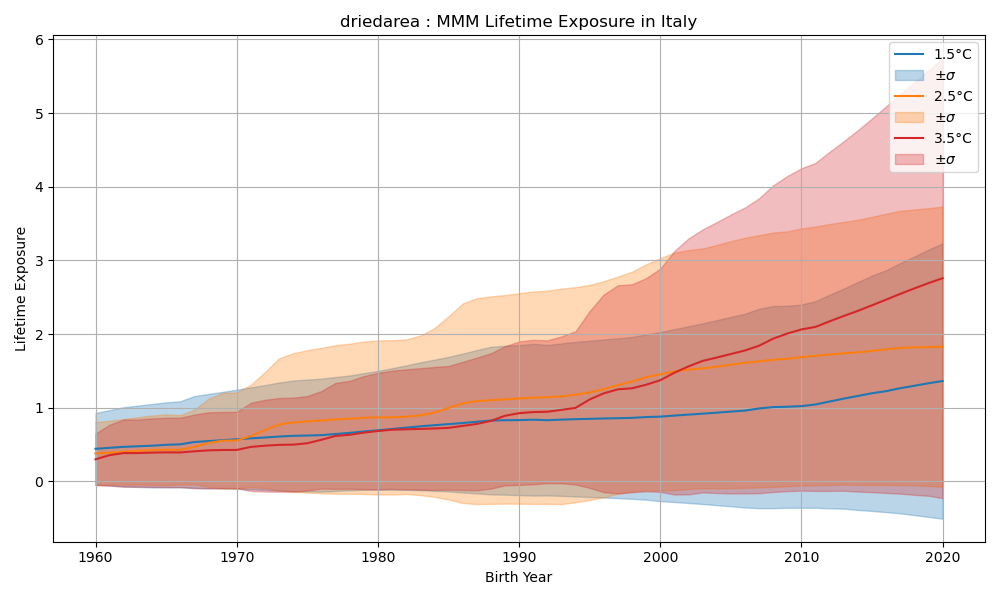 driedarea : MMM Lifetime Exposure in Italy
6
5
4
3
2
1
0
Lifetime Exposure
1.5°C
±σ
2.5°C
±σ
3.5°C
±σ
1960 1970 1980 1990 2000 2010 2020
Birth Year